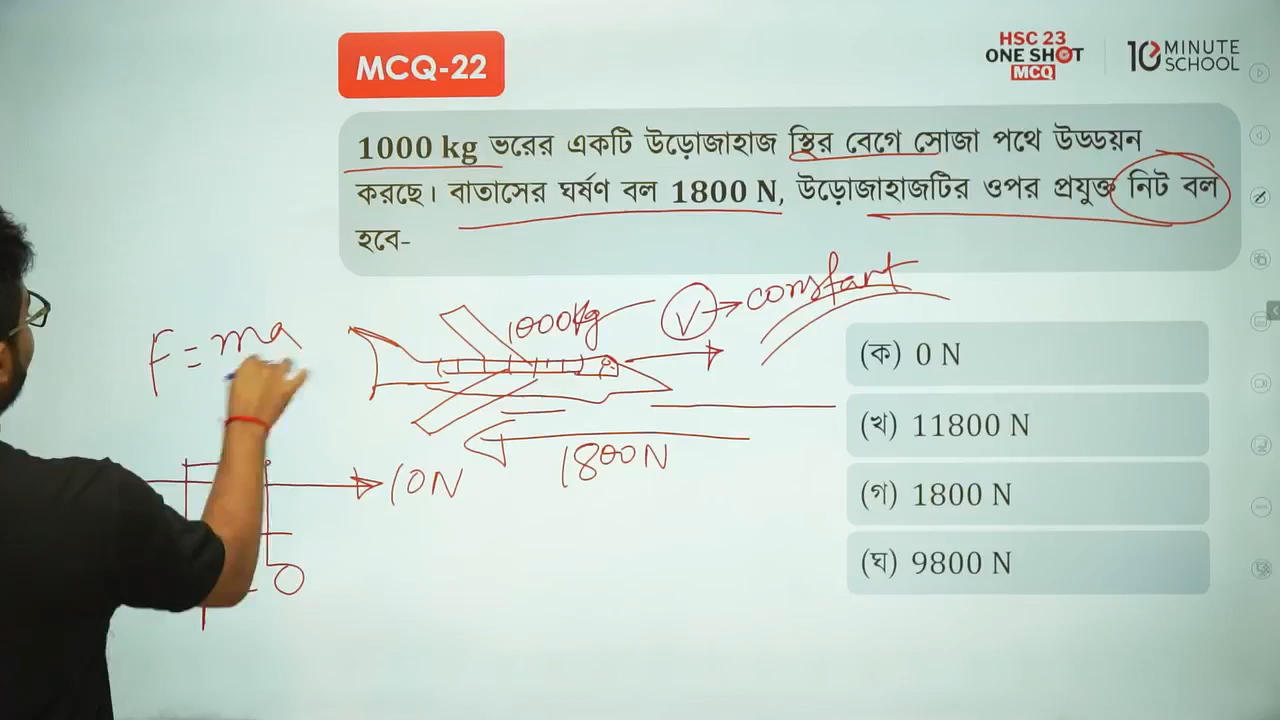 MCQ-22
HSC 23
ONE SHOT
MCQ
10 MINUTE
SCHOOL
1000 kg ভরের একটি উড়োজাহাজ স্থির বেগে সোজা পথে উড্ডয়ন
করছে। বাতাসের ঘর্ষণ বল 1800 N, উড়োজাহাজটির ওপর প্রযুক্ত নিট বল
হবে-
F = ma
1000kg
V → constant
1800N
10N
(ক) 0 N
(খ) 11800 N
(গ) 1800 N
(ঘ) 9800 N